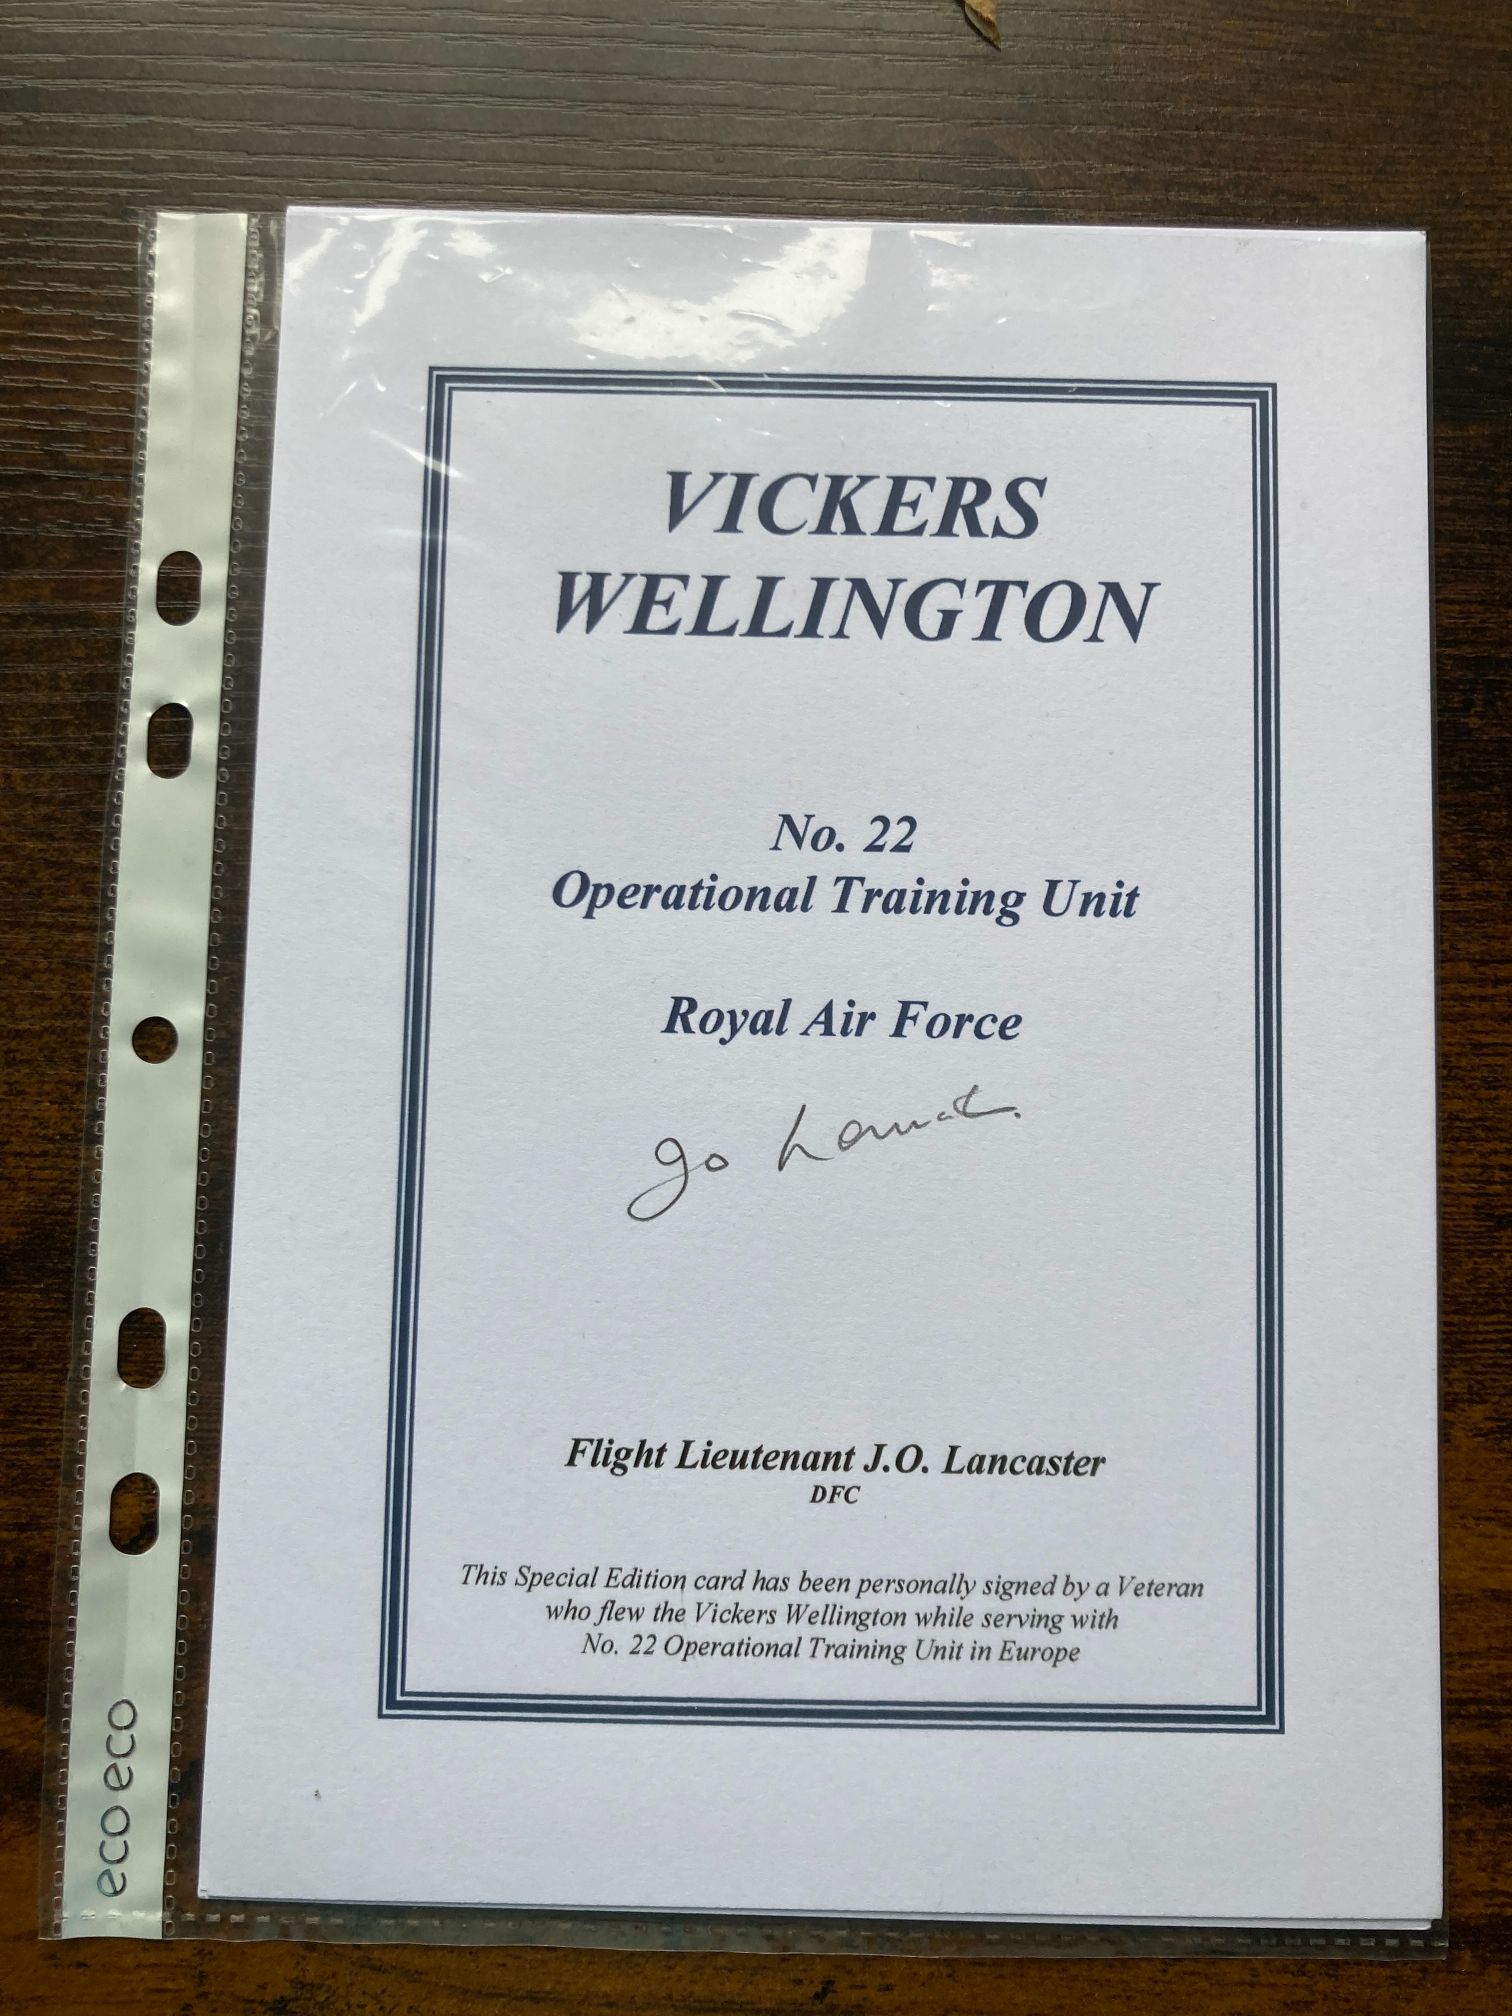 VICKERS
WELLINGTON
No. 22
Operational Training Unit
Royal Air Force
Jo Lancaster
Flight Lieutenant J.O. Lancaster
DFC
This Special Edition card has been personally signed by a Veteran
who flew the Vickers Wellington while serving with
No. 22 Operational Training Unit in Europe
eco eco